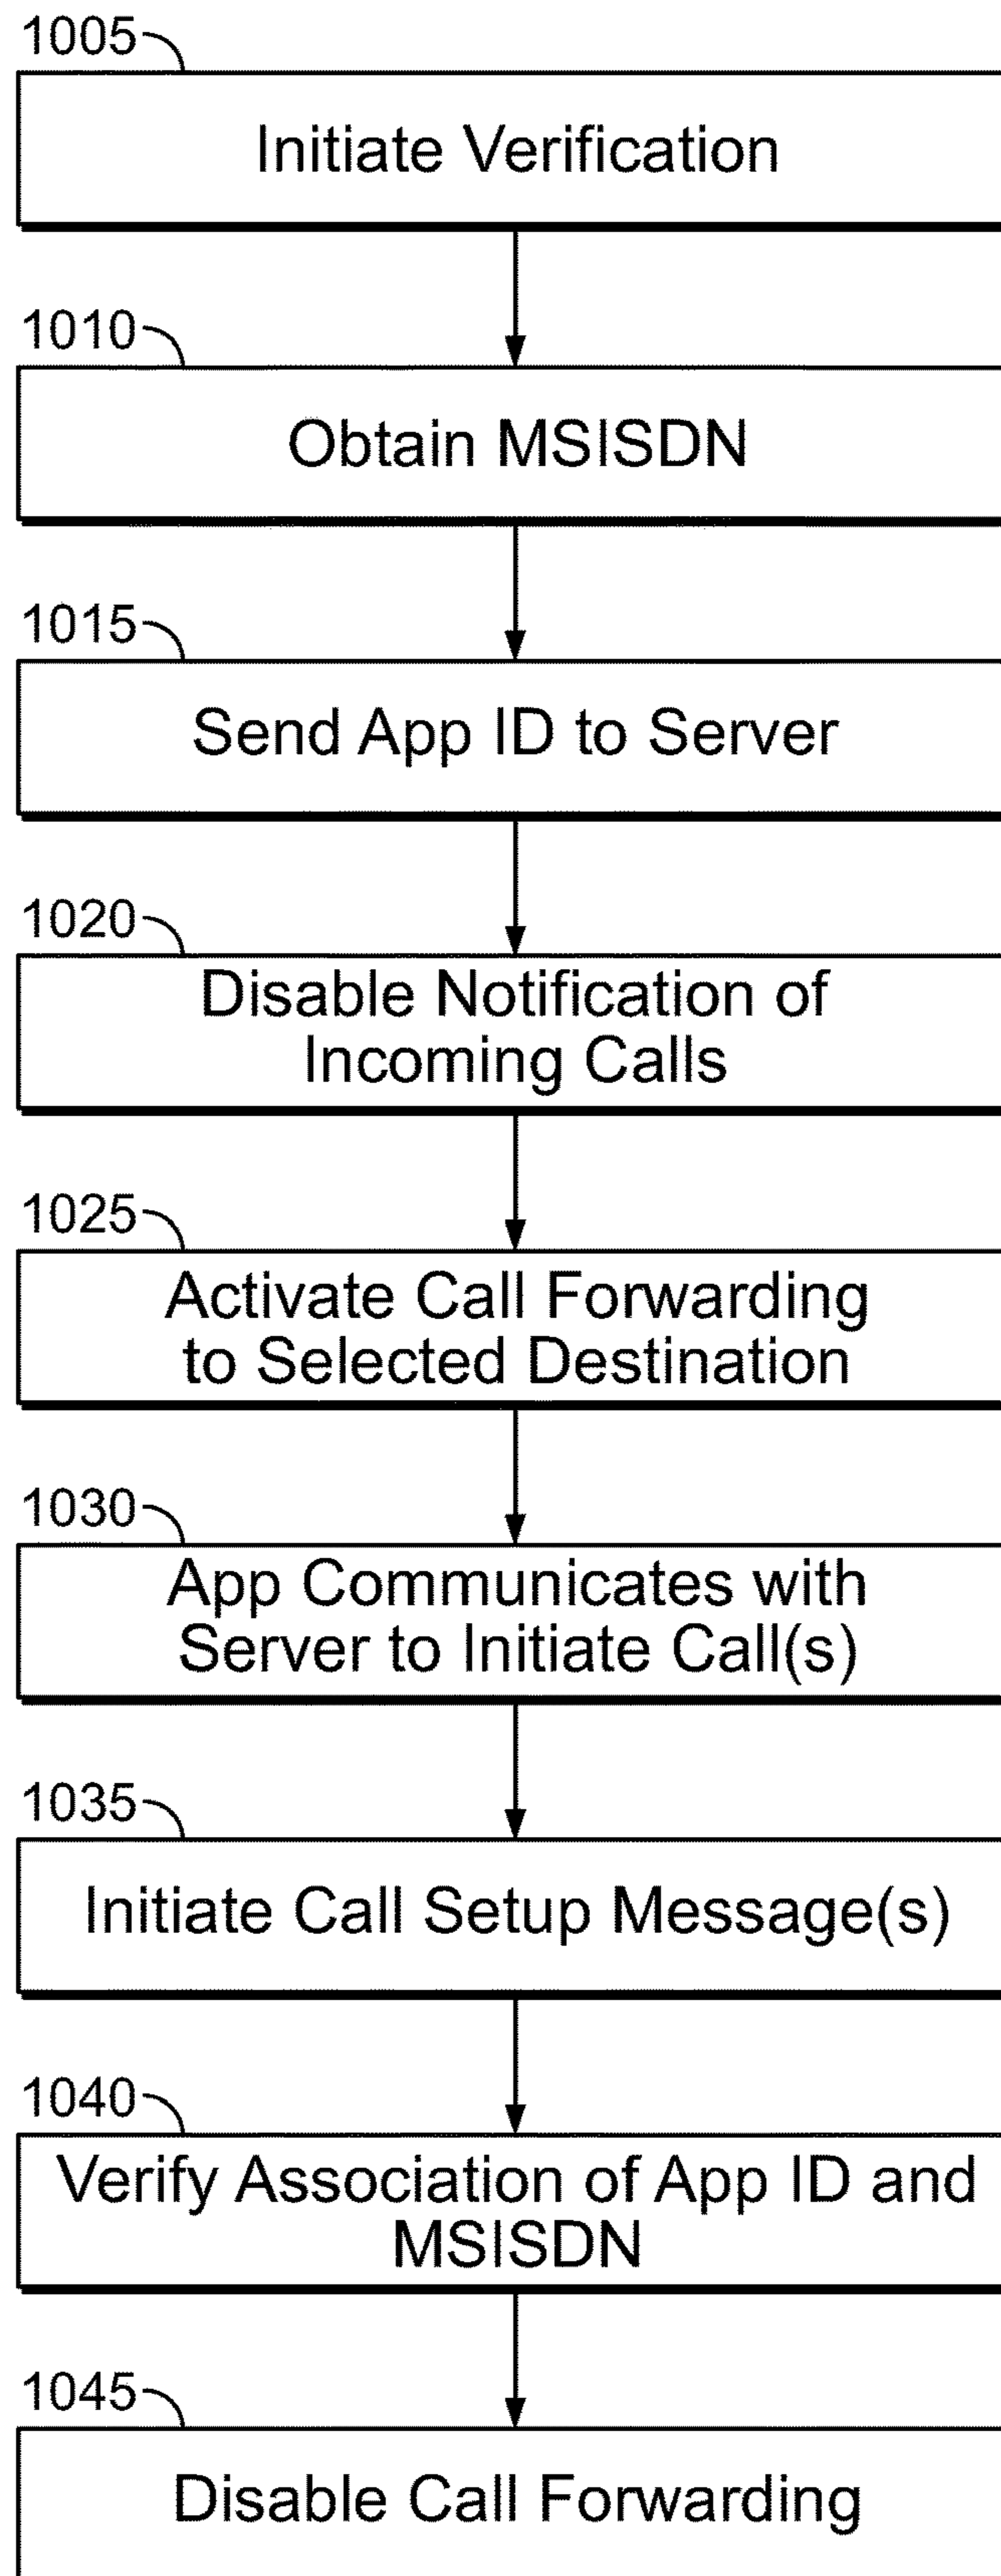 1005
Initiate Verification
1010
Obtain MSISDN
1015
Send App ID to Server
1020
Disable Notification of
Incoming Calls
1025
Activate Call Forwarding
to Selected Destination
1030
App Communicates with
Server to Initiate Call(s)
1035
Initiate Call Setup Message(s)
1040
Verify Association of App ID and
MSISDN
1045
Disable Call Forwarding